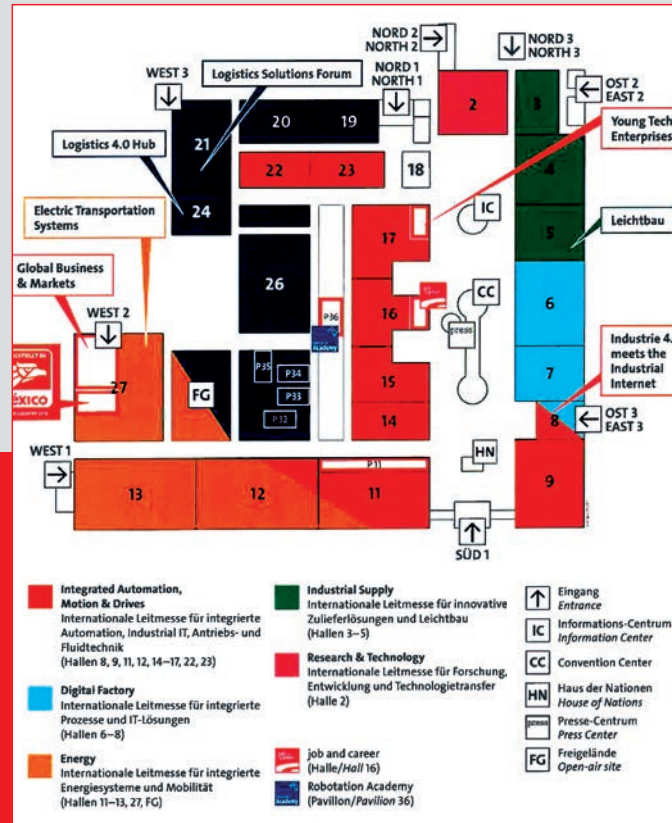 NORD 2
NORTH 2
NORD 3
NORTH 3
WEST 3
Logistics Solutions Forum
NORD 1
NORTH 1
OST 2
EAST 2
2
3
21
20
19
Young Tech
Enterprises
Logistics 4.0 Hub
22
23
18
4
24
Electric Transportation
Systems
IC
17
5
Leichtbau
Global Business
& Markets
26
CC
6
WEST 2
P36
16
press
Academy
Industrie 4.
meets the
Industrial
Internet
27
FG
P35
P34
15
7
éxico
P33
P32
14
8
OST 3
EAST 3
HN
WEST 1
P11
13
12
11
9
SÜD 1
Integrated Automation,
Motion & Drives
Internationale Leitmesse für integrierte
Automation, Industrial IT, Antriebs- und
Fluidtechnik
(Hallen 8, 9, 11, 12, 14–17, 22, 23)
Digital Factory
Internationale Leitmesse für integrierte
Prozesse und IT-Lösungen
(Hallen 6–8)
Energy
Internationale Leitmesse für integrierte
Energiesysteme und Mobilität
(Hallen 11–13, 27, FG)
Industrial Supply
Internationale Leitmesse für innovative
Zulieferlösungen und Leichtbau
(Hallen 3–5)
Research & Technology
Internationale Leitmesse für Forschung,
Entwicklung und Technologietransfer
(Halle 2)
job and career
(Halle/Hall 16)
Academy
Robotation Academy
(Pavillon/Pavilion 36)
Eingang
Entrance
IC
Informations-Centrum
Information Center
CC
Convention Center
HN
Haus der Nationen
House of Nations
press
Presse-Centrum
Press Center
FG
Freigelände
Open-air site